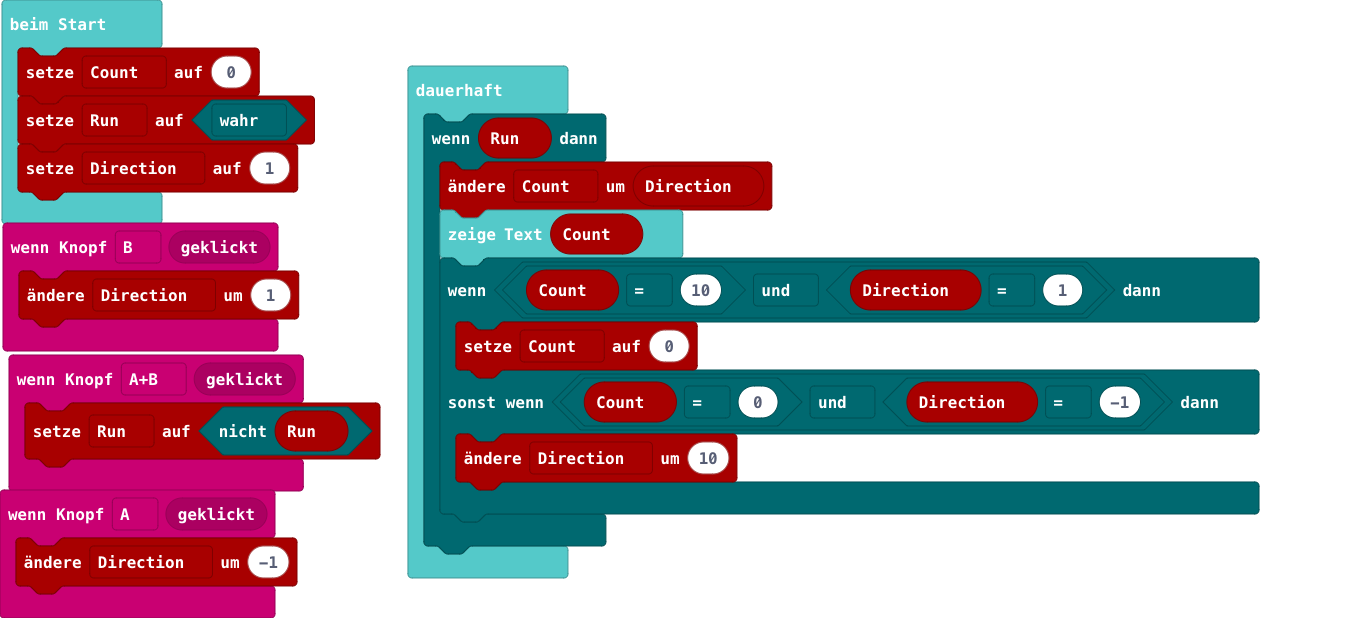 beim Start
setze Count auf 0
setze Run auf wahr
setze Direction auf 1
wenn Knopf B geklickt
ändere Direction um 1
wenn Knopf A+B geklickt
setze Run auf nicht Run
wenn Knopf A geklickt
ändere Direction um -1
dauerhaft
wenn Run dann
ändere Count um Direction
zeige Text Count
wenn Count = 10 und Direction = 1 dann
setze Count auf 0
sonst wenn Count = 0 und Direction = -1 dann
ändere Direction um 10